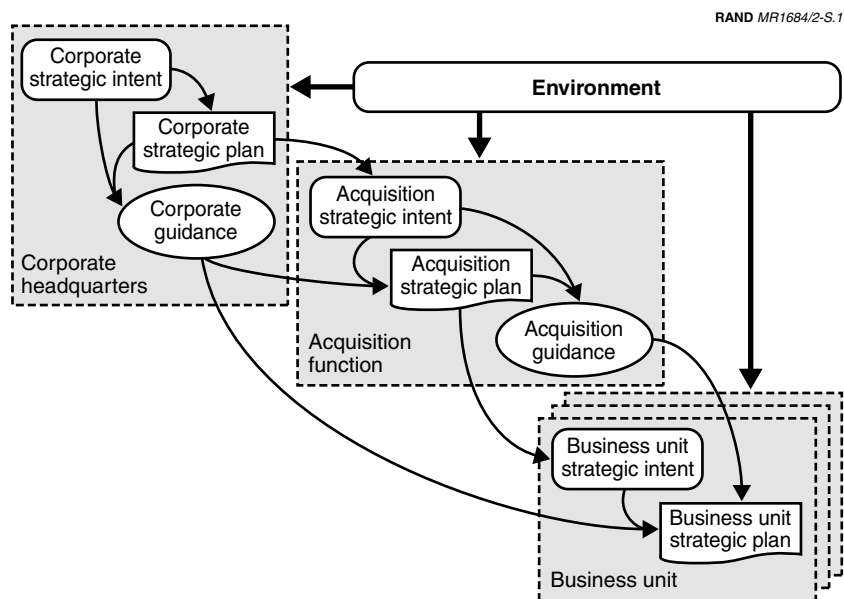 RAND MR1684/2-S.1
Corporate
strategic intent
Environment
Corporate
strategic plan
Acquisition
strategic intent
Corporate
guidance
Corporate
headquarters
Acquisition
strategic plan
Acquisition
guidance
Acquisition
function
Business unit
strategic intent
Business unit
strategic plan
Business unit